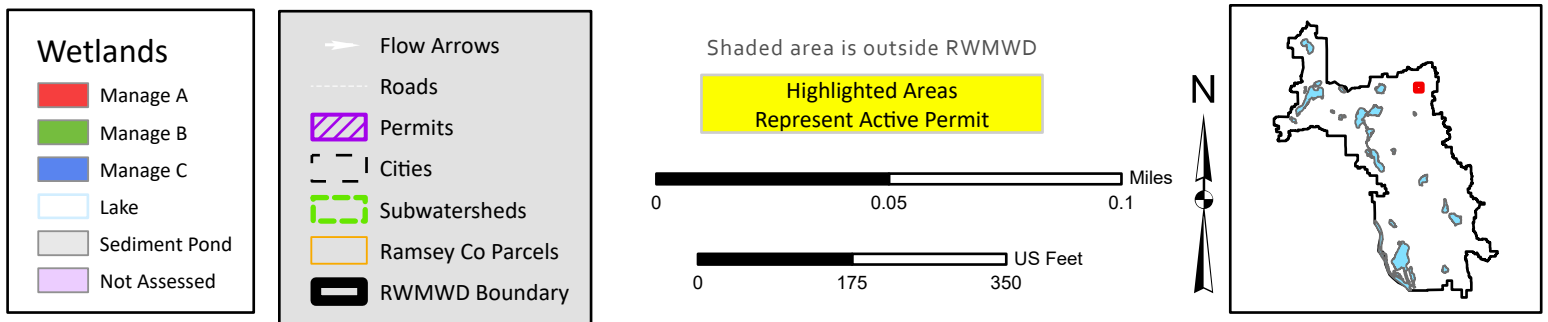 Wetlands
Manage A
Manage B
Manage C
Lake
Sediment Pond
Not Assessed
Flow Arrows
Roads
Permits
Cities
Subwatersheds
Ramsey Co Parcels
RWMWD Boundary
Shaded area is outside RWMWD
Highlighted Areas
Represent Active Permit
Miles
0 0.05 0.1
US Feet
0 175 350
N